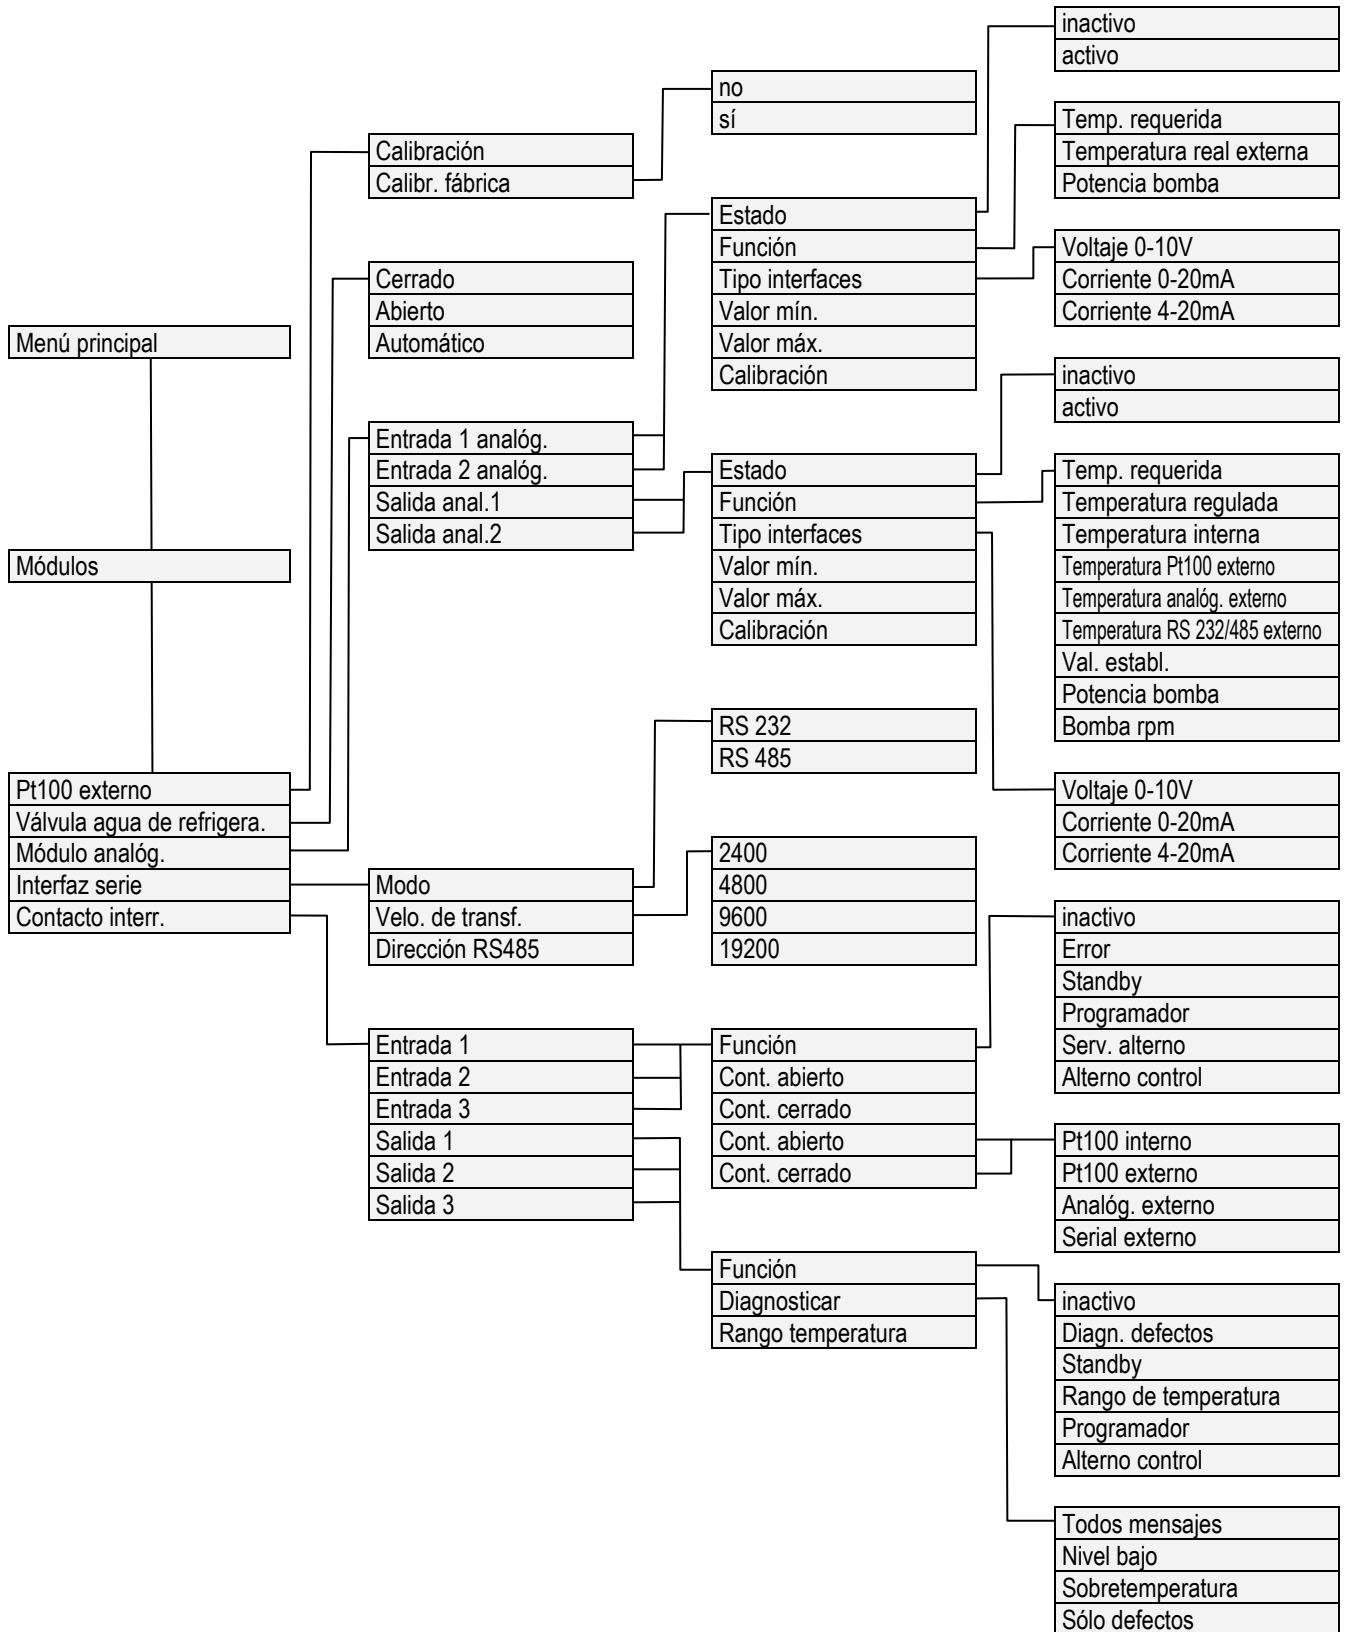 Menú principal
Módulos
Pt100 externo
Válvula agua de refrigera.
Módulo analóg.
Interfaz serie
Contacto interr.
Calibración
Calibr. fábrica
Cerrado
Abierto
Automático
Entrada 1 analóg.
Entrada 2 analóg.
Salida anal.1
Salida anal.2
Modo
Velo. de transf.
Dirección RS485
Entrada 1
Entrada 2
Entrada 3
Salida 1
Salida 2
Salida 3
no
sí
Estado
Función
Tipo interfaces
Valor mín.
Valor máx.
Calibración
Estado
Función
Tipo interfaces
Valor mín.
Valor máx.
Calibración
RS 232
RS 485
2400
4800
9600
19200
Función
Cont. abierto
Cont. cerrado
Cont. abierto
Cont. cerrado
Función
Diagnosticar
Rango temperatura
inactivo
activo
Temp. requerida
Temperatura real externa
Potencia bomba
Voltaje 0-10V
Corriente 0-20mA
Corriente 4-20mA
inactivo
activo
Temp. requerida
Temperatura regulada
Temperatura interna
Temperatura Pt100 externo
Temperatura analóg. externo
Temperatura RS 232/485 externo
Val. establ.
Potencia bomba
Bomba rpm
Voltaje 0-10V
Corriente 0-20mA
Corriente 4-20mA
inactivo
Error
Standby
Programador
Serv. alterno
Alterno control
Pt100 interno
Pt100 externo
Analóg. externo
Serial externo
inactivo
Diagn. defectos
Standby
Rango de temperatura
Programador
Alterno control
Todos mensajes
Nivel bajo
Sobretemperatura
Sólo defectos